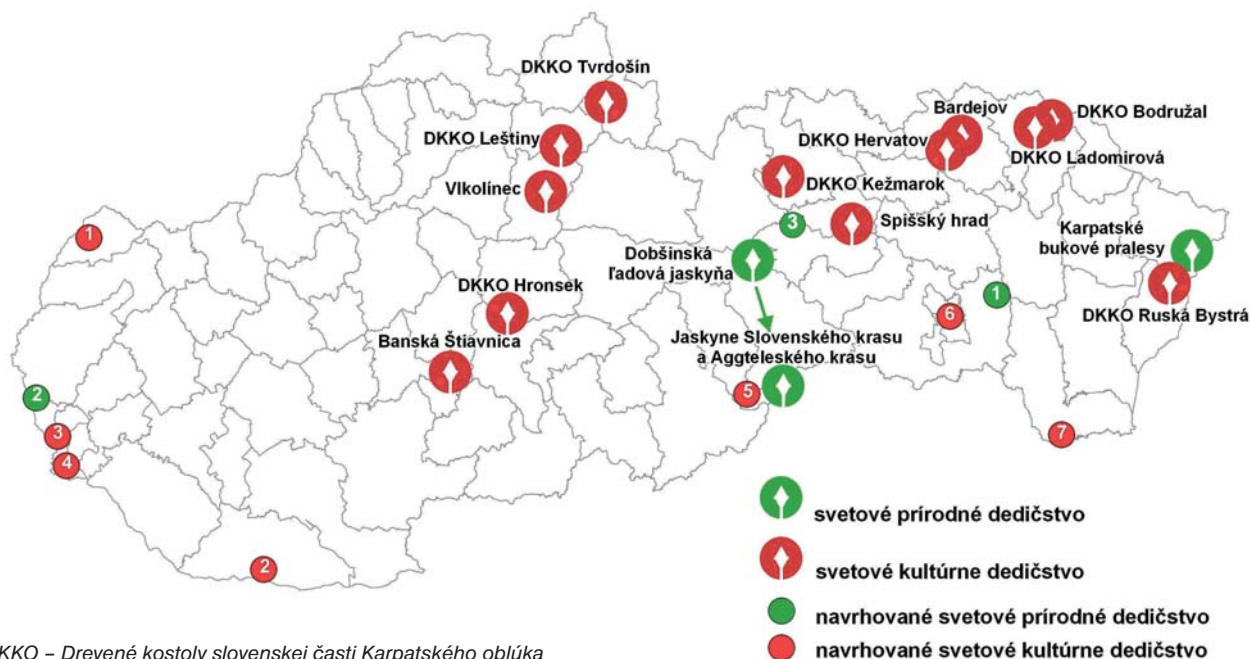 DKKO Tvrdošín
DKKO Leštiny
Vlkolínec
DKKO Hronsek
Banská Štiavnica
Bardejov
DKKO Bodružal
DKKO Hervatov
DKKO Ladomirová
DKKO Kežmarok
Spišský hrad
3
1
Dobšinská
ľadová jaskyňa
Karpatské
bukové pralesy
1
6
DKKO Ruská Bystrá
Jaskyne Slovenského krasu
a Aggteleského krasu
5
2
3
4
7
2
svetové prírodné dedičstvo
svetové kultúrne dedičstvo
navrhované svetové prírodné dedičstvo
navrhované svetové kultúrne dedičstvo
KKO – Drevené kostoly slovenskej časti Karpatského oblúka